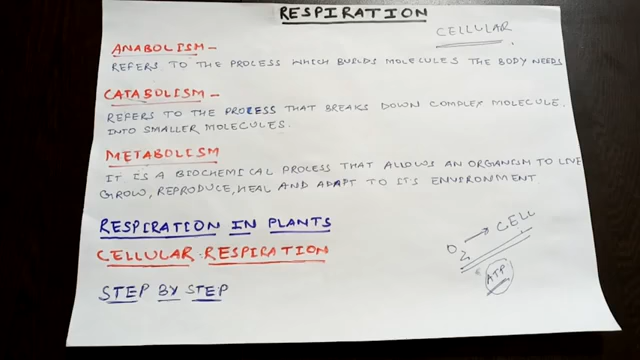 RESPIRATION
CELLULAR
ANABOLISM -
REFERS TO THE PROCESS WHICH BUILDS MOLECULES THE BODY NEEDS
CATABOLISM -
REFERS TO THE PROCESS THAT BREAKS DOWN COMPLEX MOLECULE
INTO SMALLER MOLECULES.
METABOLISM
IT IS A BIOCHEMICAL PROCESS THAT ALLOWS AN ORGANISM TO LIVE
GROW, REPRODUCE, HEAL AND ADAPT TO ITS ENVIRONMENT.
RESPIRATION IN PLANTS
O2 → CELL
CELLULAR RESPIRATION
ATP
STEP BY STEP